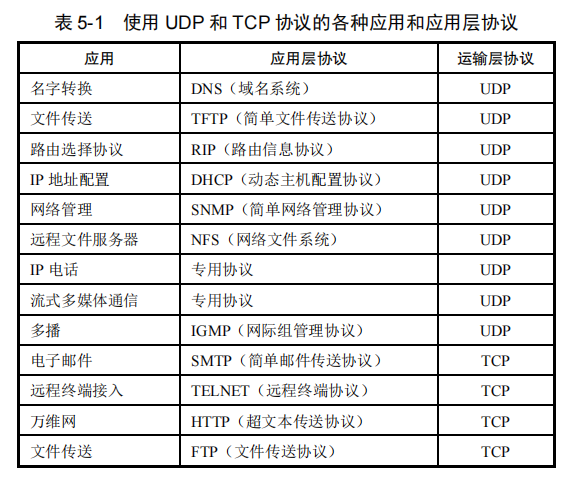 表 5-1 使用 UDP 和 TCP 协议的各种应用和应用层协议
应用 应用层协议 运输层协议
名字转换 DNS（域名系统） UDP
文件传送 TFTP（简单文件传送协议） UDP
路由选择协议 RIP（路由信息协议） UDP
IP 地址配置 DHCP（动态主机配置协议） UDP
网络管理 SNMP（简单网络管理协议） UDP
远程文件服务器 NFS（网络文件系统） UDP
IP 电话 专用协议 UDP
流式多媒体通信 专用协议 UDP
多播 IGMP（网际组管理协议） UDP
电子邮件 SMTP（简单邮件传送协议） TCP
远程终端接入 TELNET（远程终端协议） TCP
万维网 HTTP（超文本传送协议） TCP
文件传送 FTP（文件传送协议） TCP